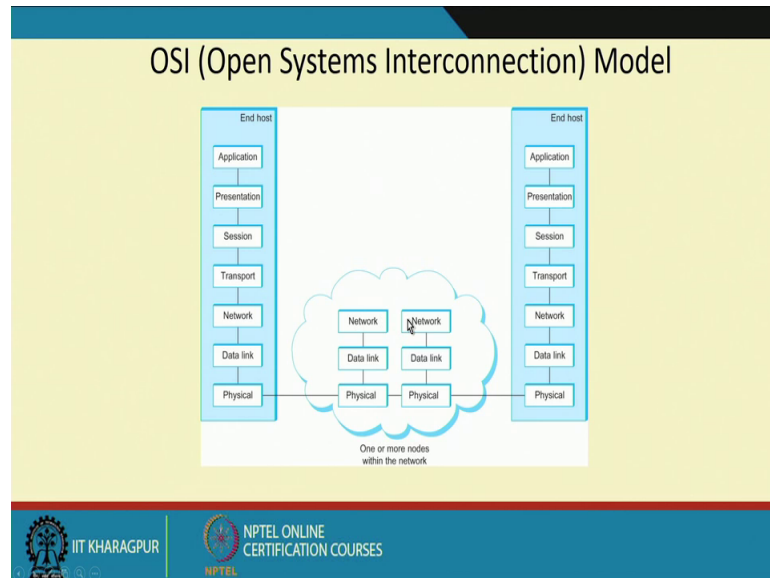 OSI (Open Systems Interconnection) Model
End host
Application
Presentation
Session
Transport
Network
Data link
Physical
Network
Data link
Physical
Network
Data link
Physical
One or more nodes
within the network
End host
Application
Presentation
Session
Transport
Network
Data link
Physical
IIT KHARAGPUR
NPTEL
NPTEL ONLINE
CERTIFICATION COURSES